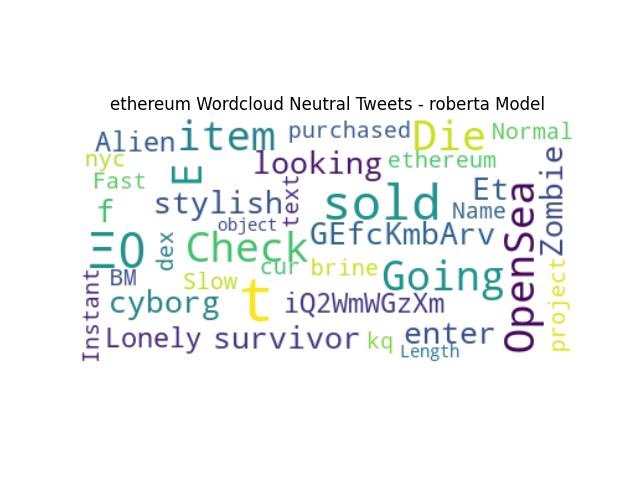 ethereum Wordcloud Neutral Tweets - roberta Model
Alien item purchased Die Normal
nyc E looking ethereum
Fast stylish text sold Et Zombie
f object Name
Ξ0 dex Check GEfcKmbArv OpenSea
BM Slow cur brine Going project
Instant cyborg t iQ2WmWGzXm
Lonely survivor kq enter
Length